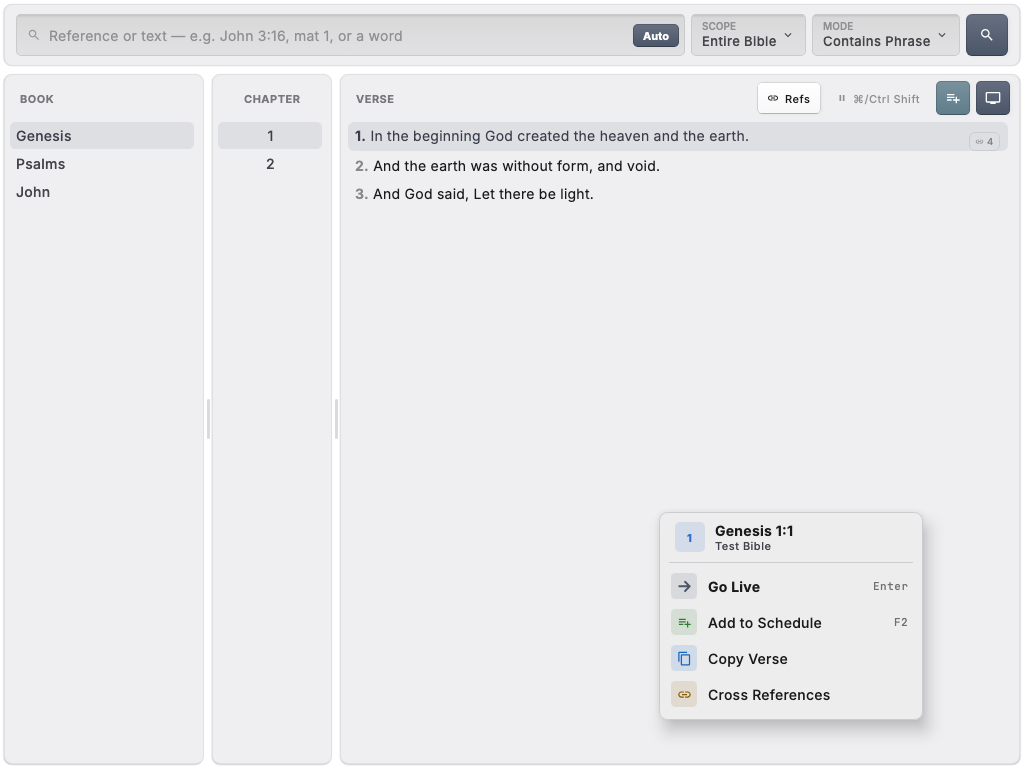 Reference or text — e.g. John 3:16, mat 1, or a word
Auto
SCOPE
Entire Bible
MODE
Contains Phrase
BOOK
Genesis
Psalms
John
CHAPTER
1
2
VERSE
Refs
⌘/Ctrl Shift
1. In the beginning God created the heaven and the earth.
4
2. And the earth was without form, and void.
3. And God said, Let there be light.
1
Genesis 1:1
Test Bible
Go Live Enter
Add to Schedule F2
Copy Verse
Cross References